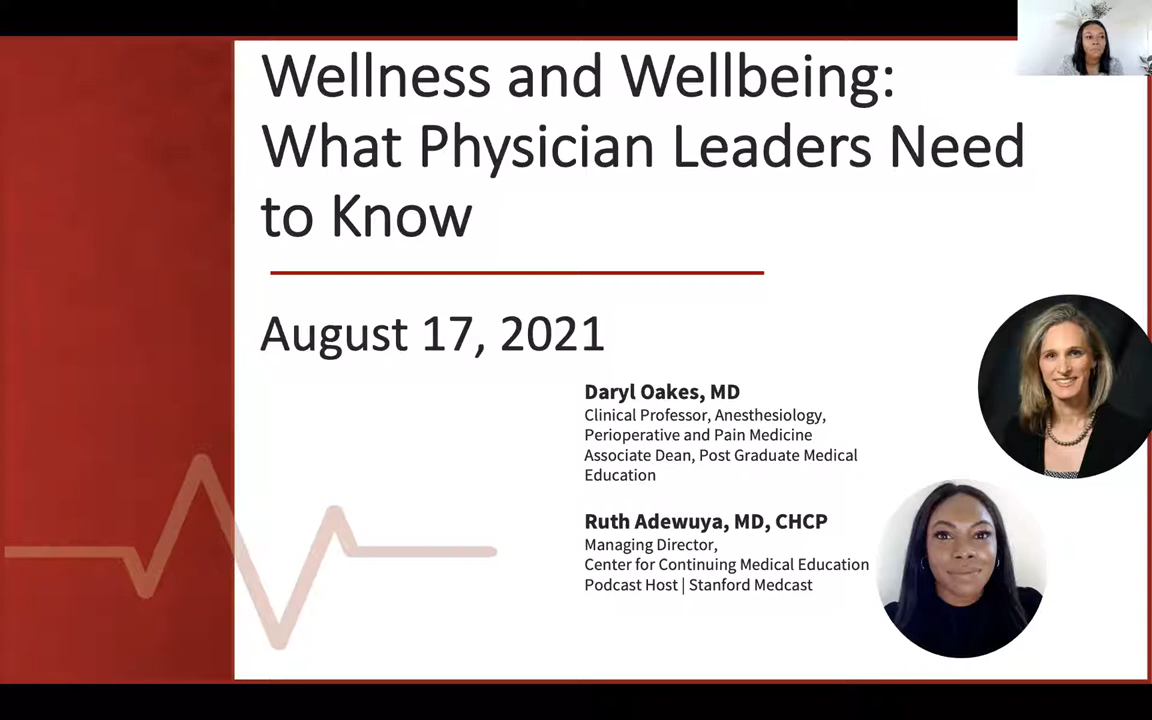 Wellness and Wellbeing:
What Physician Leaders Need
to Know
August 17, 2021
Daryl Oakes, MD
Clinical Professor, Anesthesiology,
Perioperative and Pain Medicine
Associate Dean, Post Graduate Medical
Education
Ruth Adewuya, MD, CHCP
Managing Director,
Center for Continuing Medical Education
Podcast Host | Stanford Medcast